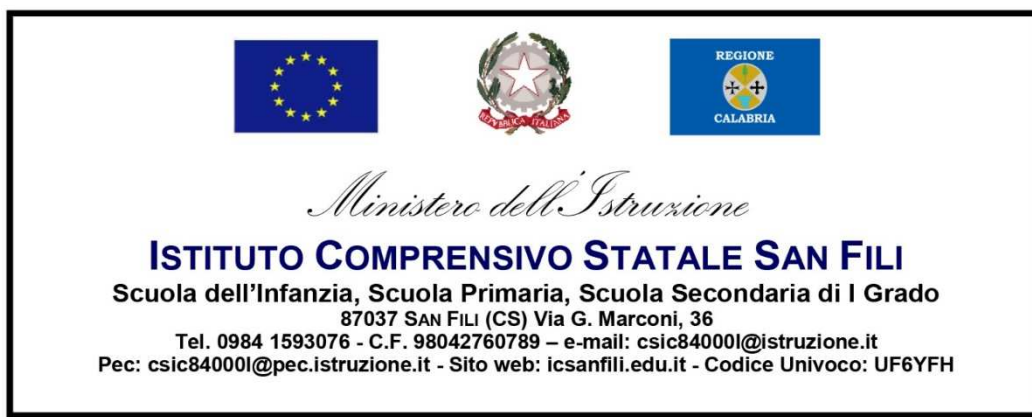 REGIONE
CALABRIA
REPVBBLICA ITALIANA
Ministero dell'Istruzione
ISTITUTO COMPRENSIVO STATALE SAN FILI
Scuola dell'Infanzia, Scuola Primaria, Scuola Secondaria di I Grado
87037 SAN FILI (CS) Via G. Marconi, 36
Tel. 0984 1593076 - C.F. 98042760789 – e-mail: csic84000l@istruzione.it
Pec: csic84000l@pec.istruzione.it - Sito web: icsanfili.edu.it - Codice Univoco: UF6YFH